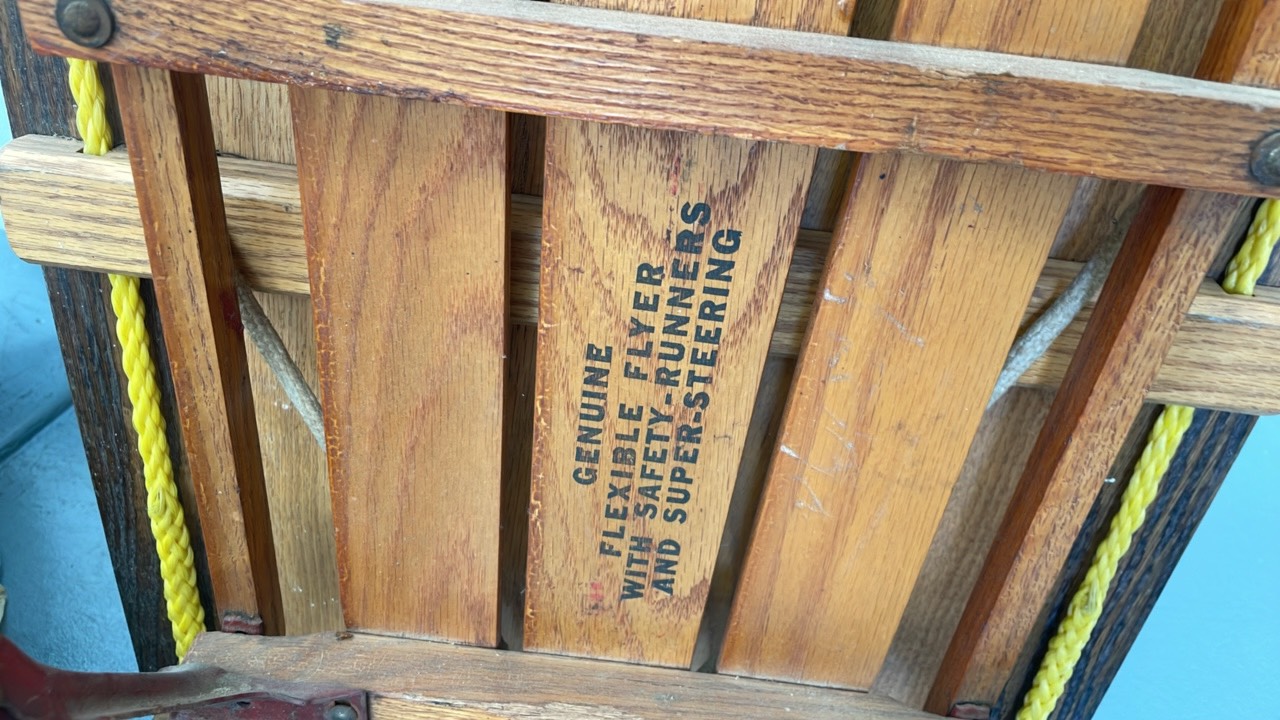 GENUINE
FLEXIBLE FLYER
WITH SAFETY-RUNNERS
AND SUPER-STEERING